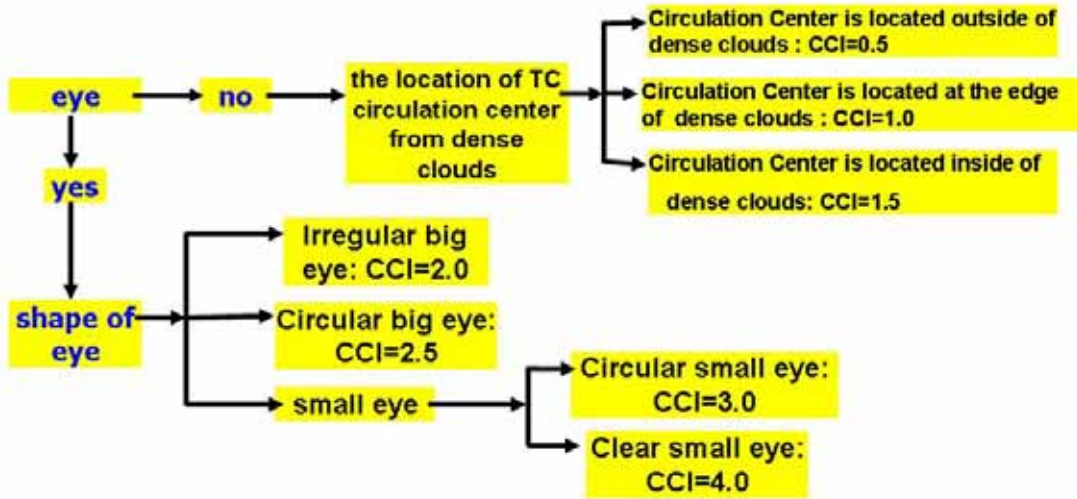 eye
no
the location of TC
circulation center
from dense
clouds
Circulation Center is located outside of
dense clouds : CCI=0.5
Circulation Center is located at the edge
of dense clouds : CCI=1.0
Circulation Center is located inside of
dense clouds: CCI=1.5
yes
shape of
eye
Irregular big
eye: CCI=2.0
Circular big eye:
CCI=2.5
small eye
Circular small eye:
CCI=3.0
Clear small eye:
CCI=4.0